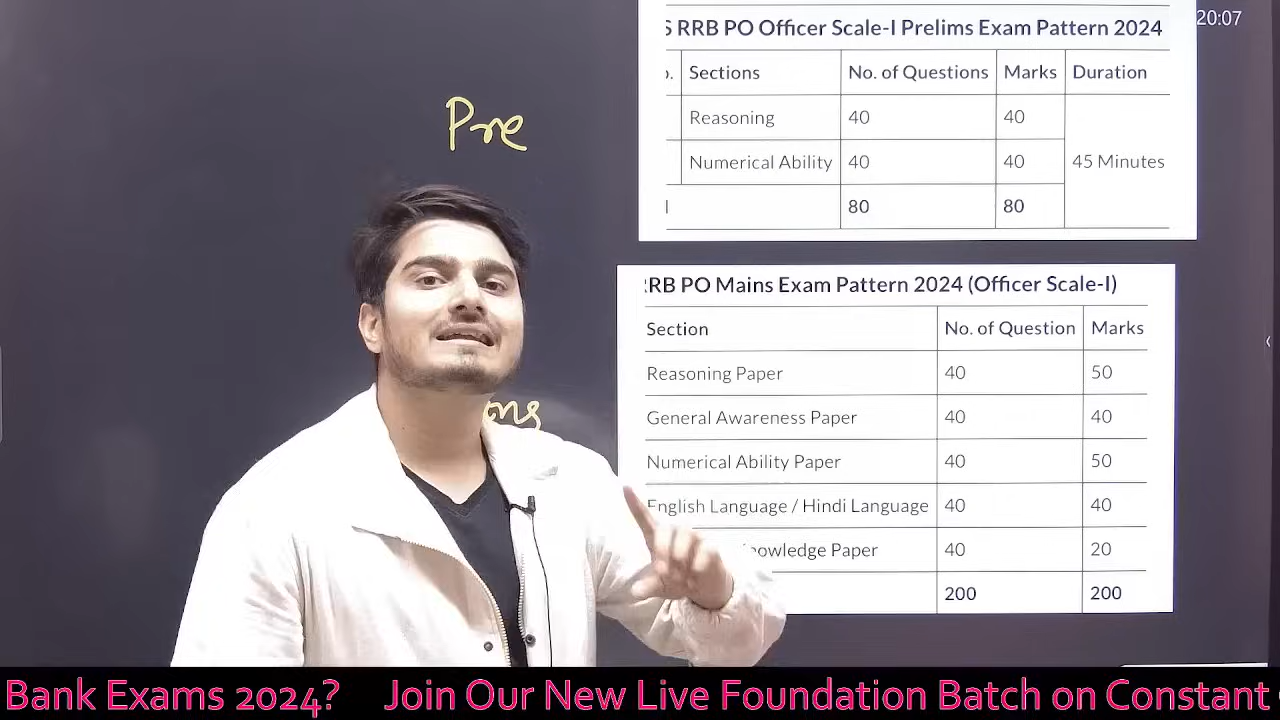 20:07
S RRB PO Officer Scale-I Prelims Exam Pattern 2024
Sections No. of Questions Marks Duration
Reasoning 40 40
Numerical Ability 40 40 45 Minutes
80 80
Pre
RRB PO Mains Exam Pattern 2024 (Officer Scale-I)
Section No. of Question Marks
Reasoning Paper 40 50
General Awareness Paper 40 40
Numerical Ability Paper 40 50
English Language / Hindi Language 40 40
Paper 40 20
200 200
Bank Exams 2024? Join Our New Live Foundation Batch on Constant